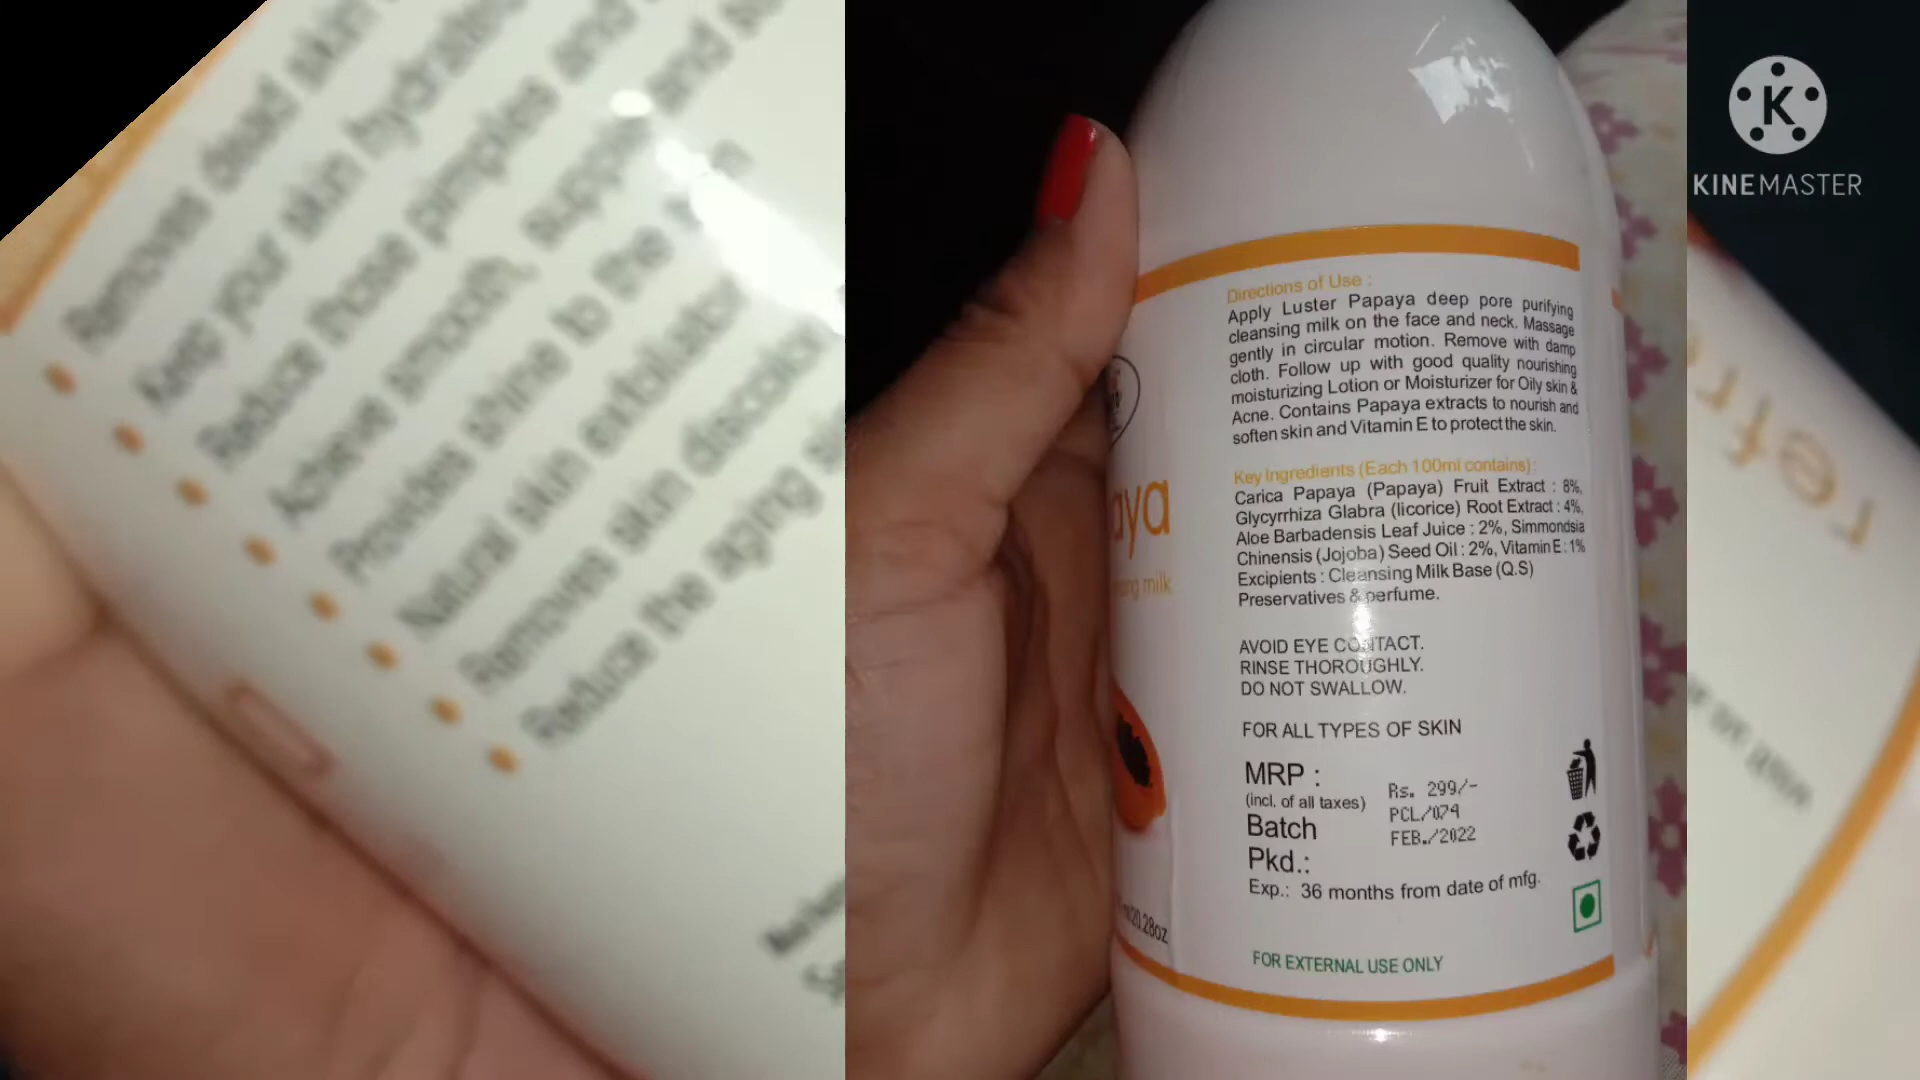 Removes dead skin
Keep your skin hydrated
Reduce those pimples and
Achieve smooth, supple and
Provides shine to the
Natural skin exfoliator
Removes skin discolor
Reduce the aging
aya
milk
20.28oz
Directions of Use :
Apply Luster Papaya deep pore purifying
cleansing milk on the face and neck. Massage
gently in circular motion. Remove with damp
cloth. Follow up with good quality nourishing
moisturizing Lotion or Moisturizer for Oily skin &
Acne. Contains Papaya extracts to nourish and
soften skin and Vitamin E to protect the skin.
Key Ingredients (Each 100ml contains):
Carica Papaya (Papaya) Fruit Extract : 8%,
Glycyrrhiza Glabra (licorice) Root Extract : 4%,
Aloe Barbadensis Leaf Juice : 2%, Simmondsia
Chinensis (Jojoba) Seed Oil : 2%, Vitamin E : 1%
Excipients : Cleansing Milk Base (Q.S)
Preservatives & perfume.
AVOID EYE CONTACT.
RINSE THOROUGHLY.
DO NOT SWALLOW.
FOR ALL TYPES OF SKIN
MRP : Rs. 299/-
(incl. of all taxes)
Batch PCL/074
Pkd.: FEB./2022
Exp.: 36 months from date of mfg.
FOR EXTERNAL USE ONLY
K
KINEMASTER
refr